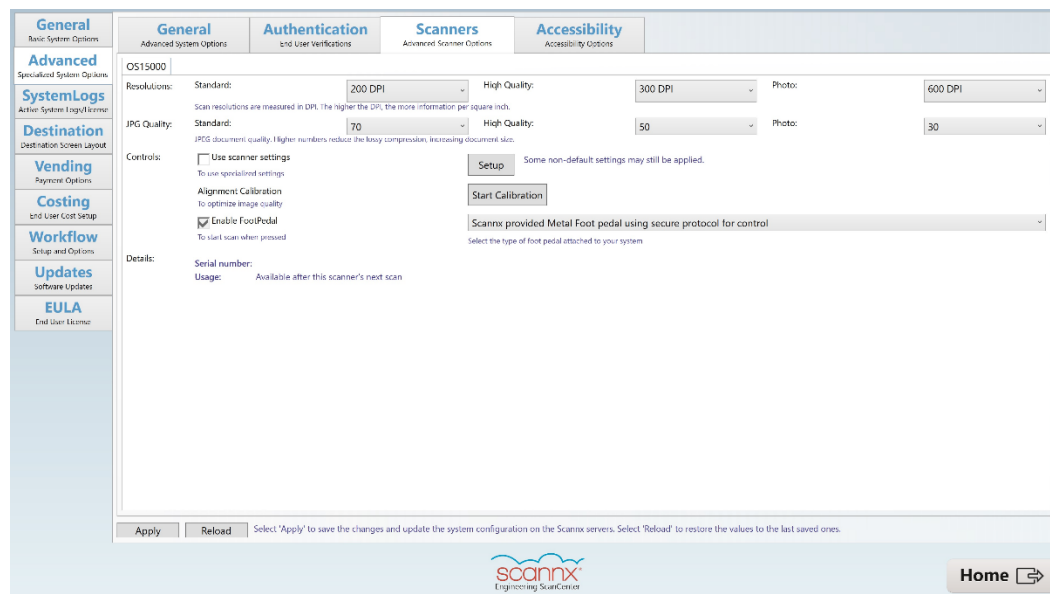 General
Basic System Options
Advanced
Specialized System Options
SystemLogs
Active System Logs/License
Destination
Destination Screen Layout
Vending
Payment Options
Costing
End User Cost Setup
Workflow
Setup and Options
Updates
Software Updates
EULA
End User License
General
Advanced System Options
Authentication
End User Verifications
Scanners
Advanced Scanner Options
Accessibility
Accessibility Options
OS15000
Resolutions: Standard: 200 DPI High Quality: 300 DPI Photo: 600 DPI
Scan resolutions are measured in DPI. The higher the DPI, the more information per square inch.
JPG Quality: Standard: 70 High Quality: 50 Photo: 30
JPEG document quality. Higher numbers reduce the lossy compression, increasing document size.
Controls: Use scanner settings Setup Some non-default settings may still be applied.
To use specialized settings
Alignment Calibration Start Calibration
To optimize image quality
Enable FootPedal Scannx provided Metal Foot pedal using secure protocol for control
To start scan when pressed Select the type of foot pedal attached to your system
Details: Serial number:
Usage: Available after this scanner's next scan
Apply Reload Select 'Apply' to save the changes and update the system configuration on the Scannx servers. Select 'Reload' to restore the values to the last saved ones.
scannx
Engineering ScanCenter
Home